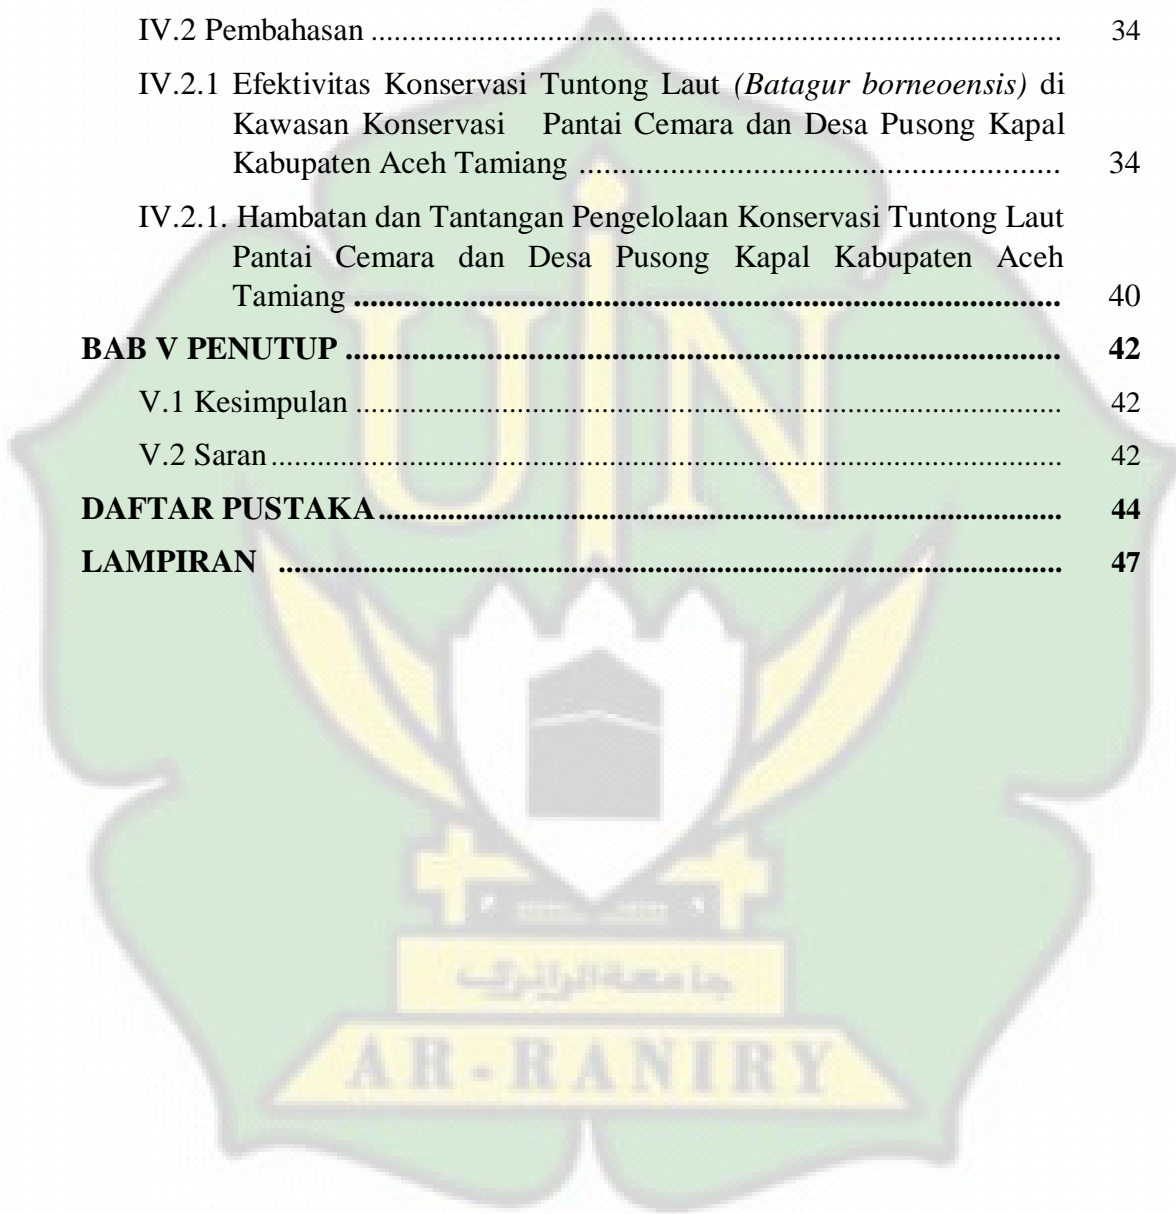 IV.2 Pembahasan ........................................................................................ 34
IV.2.1 Efektivitas Konservasi Tuntong Laut (Batagur borneoensis) di
Kawasan Konservasi Pantai Cemara dan Desa Pusong Kapal
Kabupaten Aceh Tamiang .................................................... 34
IV.2.1. Hambatan dan Tantangan Pengelolaan Konservasi Tuntong Laut
Pantai Cemara dan Desa Pusong Kapal Kabupaten Aceh
Tamiang ........................................................................................ 40
BAB V PENUTUP ........................................................................................ 42
V.1 Kesimpulan ........................................................................................ 42
V.2 Saran ........................................................................................ 42
DAFTAR PUSTAKA ........................................................................................ 44
LAMPIRAN ........................................................................................ 47
UIN
جامعة الرانري
AR-RANIRY